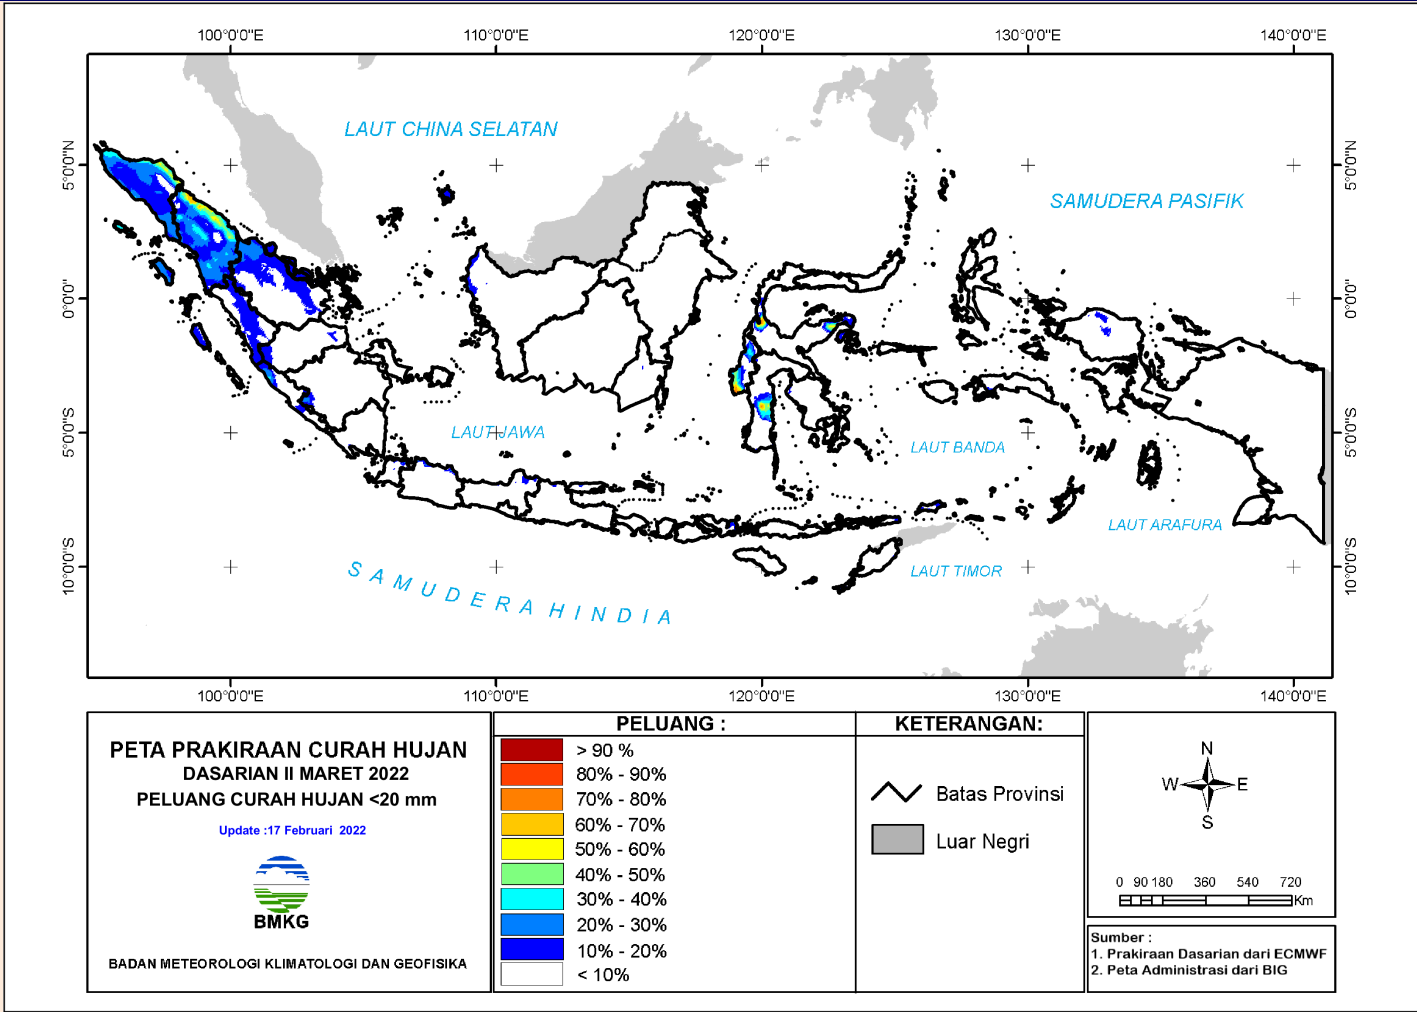 100°0'0"E 110°0'0"E 120°0'0"E 130°0'0"E 140°0'0"E
5°0'0"N 5°0'0"N
0°0'0" 0°0'0"
5°0'0"S 5°0'0"S
10°0'0"S 10°0'0"S
LAUT CHINA SELATAN
SAMUDERA PASIFIK
LAUT JAWA
LAUT BANDA
LAUT ARAFURA
LAUT TIMOR
SAMUDERA HINDIA
100°0'0"E 110°0'0"E 120°0'0"E 130°0'0"E 140°0'0"E
PETA PRAKIRAAN CURAH HUJAN
DASARIAN II MARET 2022
PELUANG CURAH HUJAN <20 mm
Update :17 Februari 2022
BMKG
BADAN METEOROLOGI KLIMATOLOGI DAN GEOFISIKA
PELUANG :
> 90 %
80% - 90%
70% - 80%
60% - 70%
50% - 60%
40% - 50%
30% - 40%
20% - 30%
10% - 20%
< 10%
KETERANGAN:
Batas Provinsi
Luar Negri
N
W E
S
0 90 180 360 540 720
Km
Sumber :
1. Prakiraan Dasarian dari ECMWF
2. Peta Administrasi dari BIG